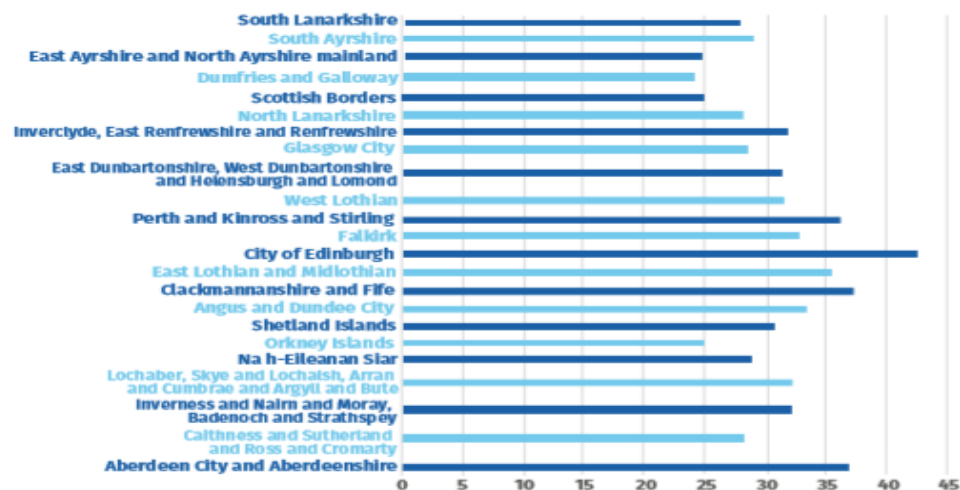 South Lanarkshire
South Ayrshire
East Ayrshire and North Ayrshire mainland
Dumfries and Galloway
Scottish Borders
North Lanarkshire
Inverclyde, East Renfrewshire and Renfrewshire
Glasgow City
East Dunbartonshire, West Dunbartonshire
and Helensburgh and Lomond
West Lothian
Perth and Kinross and Stirling
Falkirk
City of Edinburgh
East Lothian and Midlothian
Clackmannanshire and Fife
Angus and Dundee City
Shetland Islands
Orkney Islands
Na h-Eileanan Siar
Lochaber, Skye and Lochalsh, Arran
and Cumbrae and Argyll and Bute
Inverness and Nairn and Moray,
Badenoch and Strathspey
Caithness and Sutherland
and Ross and Cromarty
Aberdeen City and Aberdeenshire
0 5 10 15 20 25 30 35 40 45